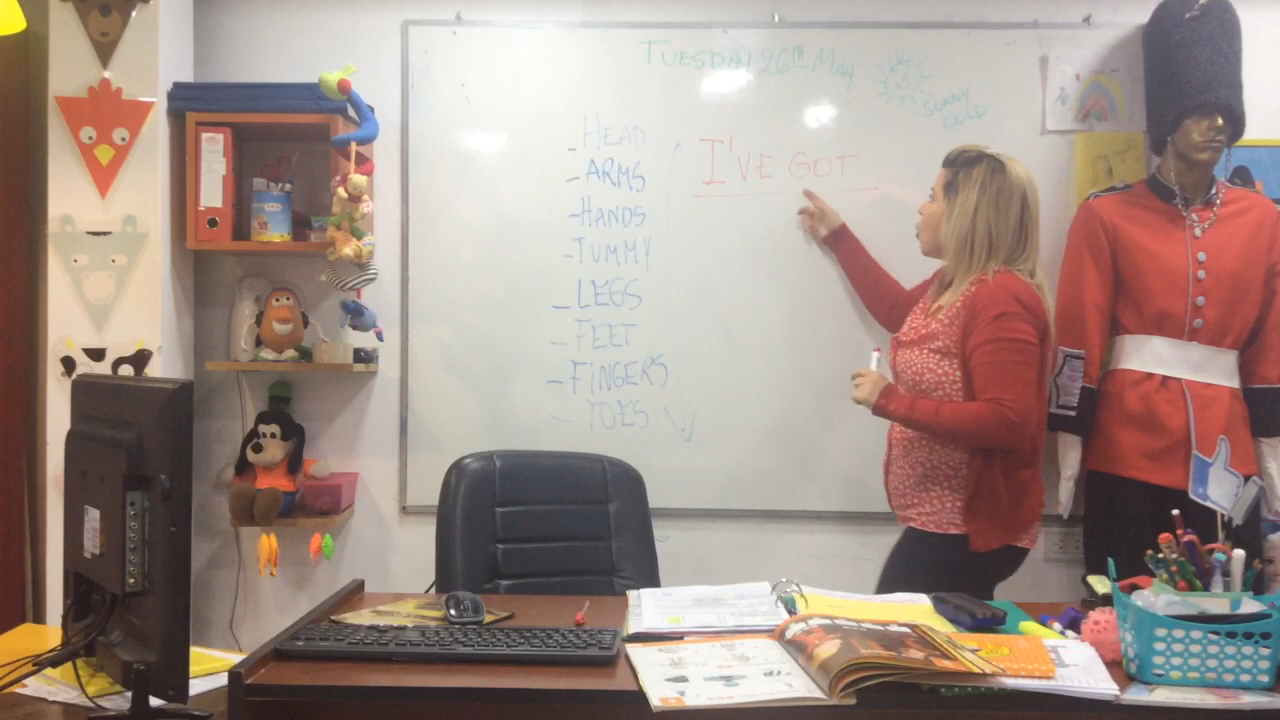 TUESDAY 26TH MAY
SUNNY
COLD
- HEAD
- ARMS
- HANDS
- TUMMY
- LEGS
- FEET
- FINGERS
- TOES
I'VE GOT